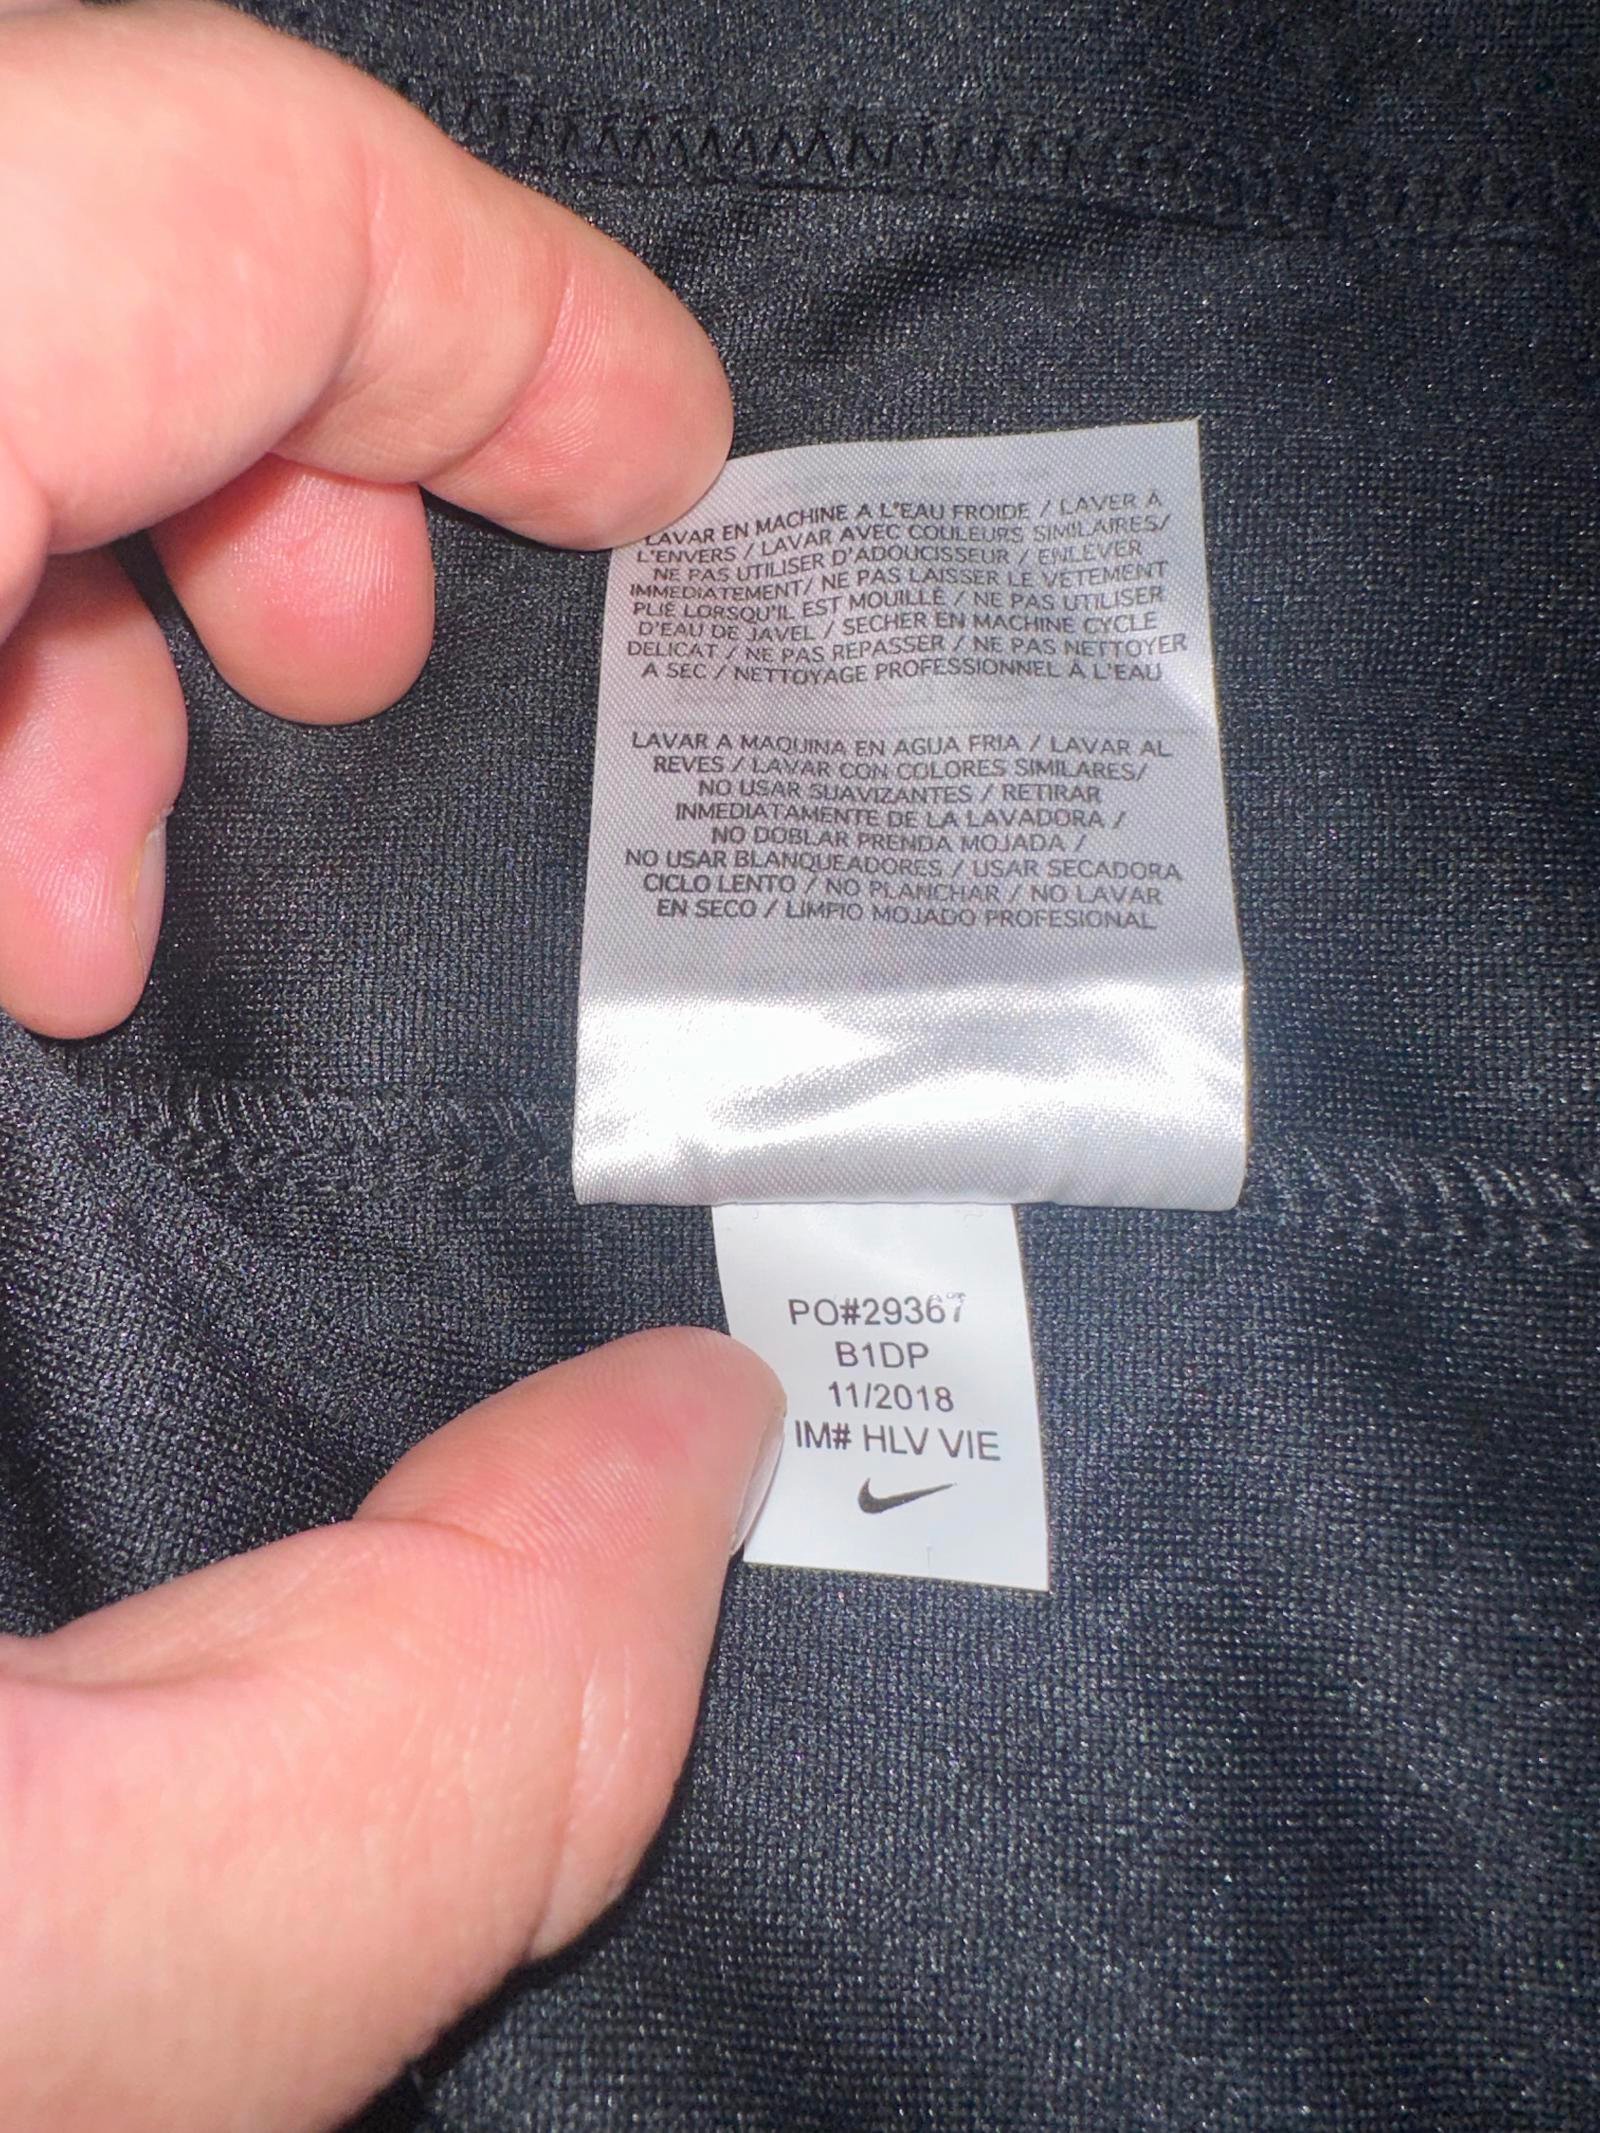 LAVAR EN MACHINE A L'EAU FROIDE / LAVER À
L'ENVERS / LAVAR AVEC COULEURS SIMILAIRES/
NE PAS UTILISER D'ADOUCISSEUR / ENLEVER
IMMEDIATEMENT/ NE PAS LAISSER LE VETEMENT
PLIÉ LORSQU'IL EST MOUILLÉ / NE PAS UTILISER
D'EAU DE JAVEL / SECHER EN MACHINE CYCLE
DELICAT / NE PAS REPASSER / NE PAS NETTOYER
A SEC / NETTOYAGE PROFESSIONNEL À L'EAU
LAVAR A MAQUINA EN AGUA FRIA / LAVAR AL
REVES / LAVAR CON COLORES SIMILARES/
NO USAR SUAVIZANTES / RETIRAR
INMEDIATAMENTE DE LA LAVADORA /
NO DOBLAR PRENDA MOJADA /
NO USAR BLANQUEADORES / USAR SECADORA
CICLO LENTO / NO PLANCHAR / NO LAVAR
EN SECO / LIMPIO MOJADO PROFESIONAL
PO#29367
B1DP
11/2018
IM# HLV VIE